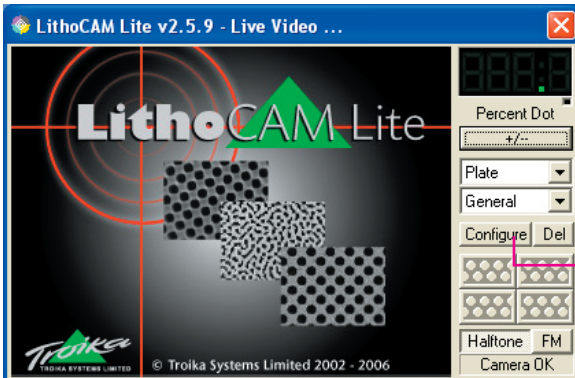 LithoCAM Lite v2.5.9 - Live Video ...
LithoCAM Lite
Troika
TROIKA SYSTEMS LIMITED
© Troika Systems Limited 2002 - 2006
Percent Dot
+/--
Plate
General
Configure Del
Halftone FM
Camera OK